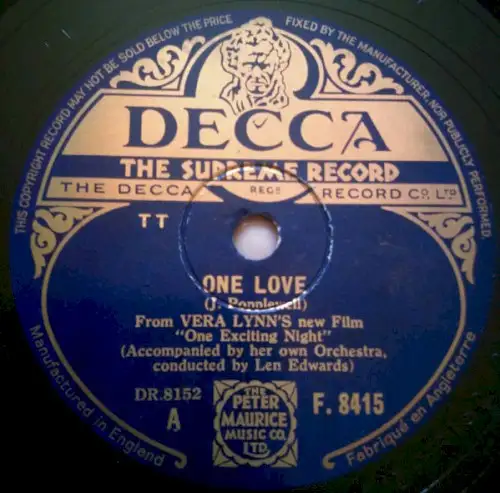 THIS COPYRIGHT RECORD MAY NOT BE SOLD BELOW THE PRICE FIXED BY THE MANUFACTURER, NOR PUBLICLY PERFORMED.
DECCA
THE SUPREME RECORD
THE DECCA REGD RECORD CO. LTD
TT
ONE LOVE
(J. Popplewell)
From VERA LYNN'S new Film
"One Exciting Night"
(Accompanied by her own Orchestra,
conducted by Len Edwards)
DR.8152
A
THE
PETER
MAURICE
MUSIC CO.
LTD.
F. 8415
Manufactured in England
Fabriqué en Angleterre